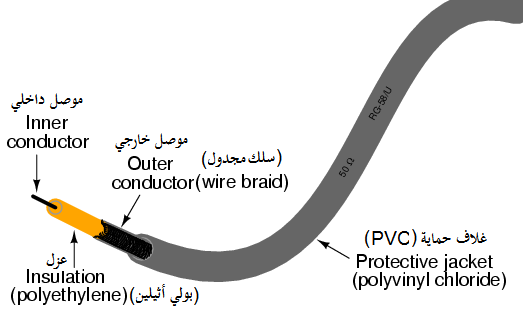 موصل داخلي
Inner
conductor
موصل خارجي
(سلك مجدول)
Outer
conductor (wire braid)
عزل
Insulation
(polyethylene) (بولي أثيلين)
RG-58/U
50 Ω
غلاف حماية (PVC)
Protective jacket
(polyvinyl chloride)